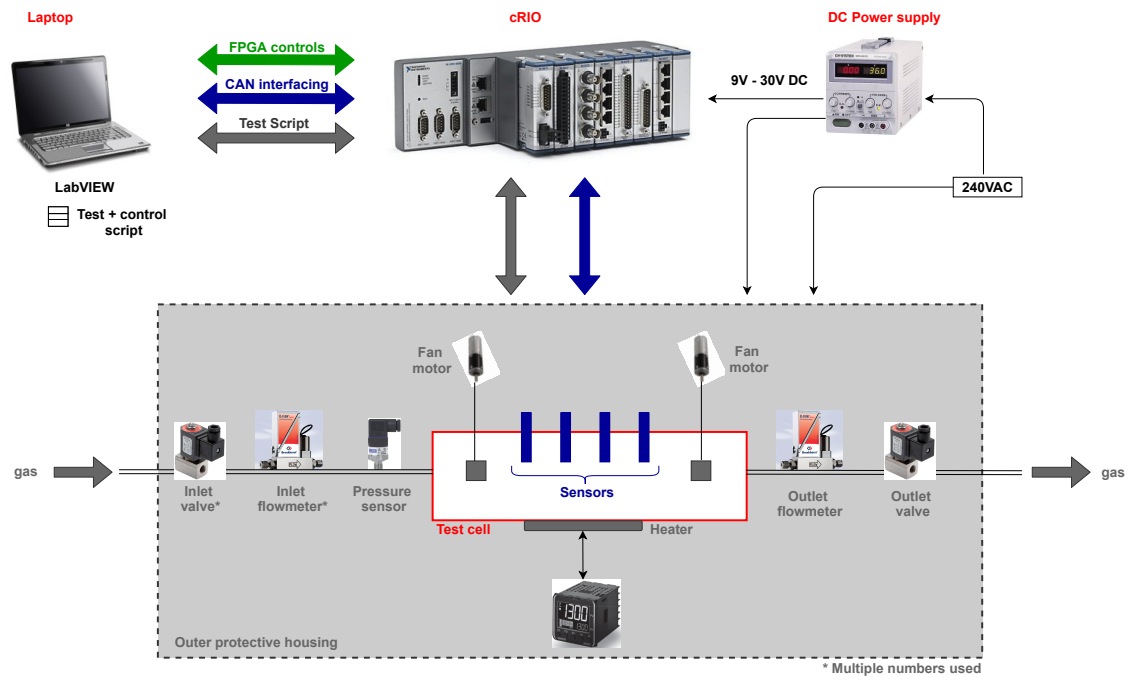 Laptop
cRIO
DC Power supply
FPGA controls
CAN interfacing
Test Script
9V - 30V DC
240VAC
LabVIEW
Test + control
script
Fan
motor
Fan
motor
gas
gas
Inlet
valve*
Inlet
flowmeter*
Pressure
sensor
Sensors
Outlet
flowmeter
Outlet
valve
Test cell
Heater
1300
Outer protective housing
* Multiple numbers used